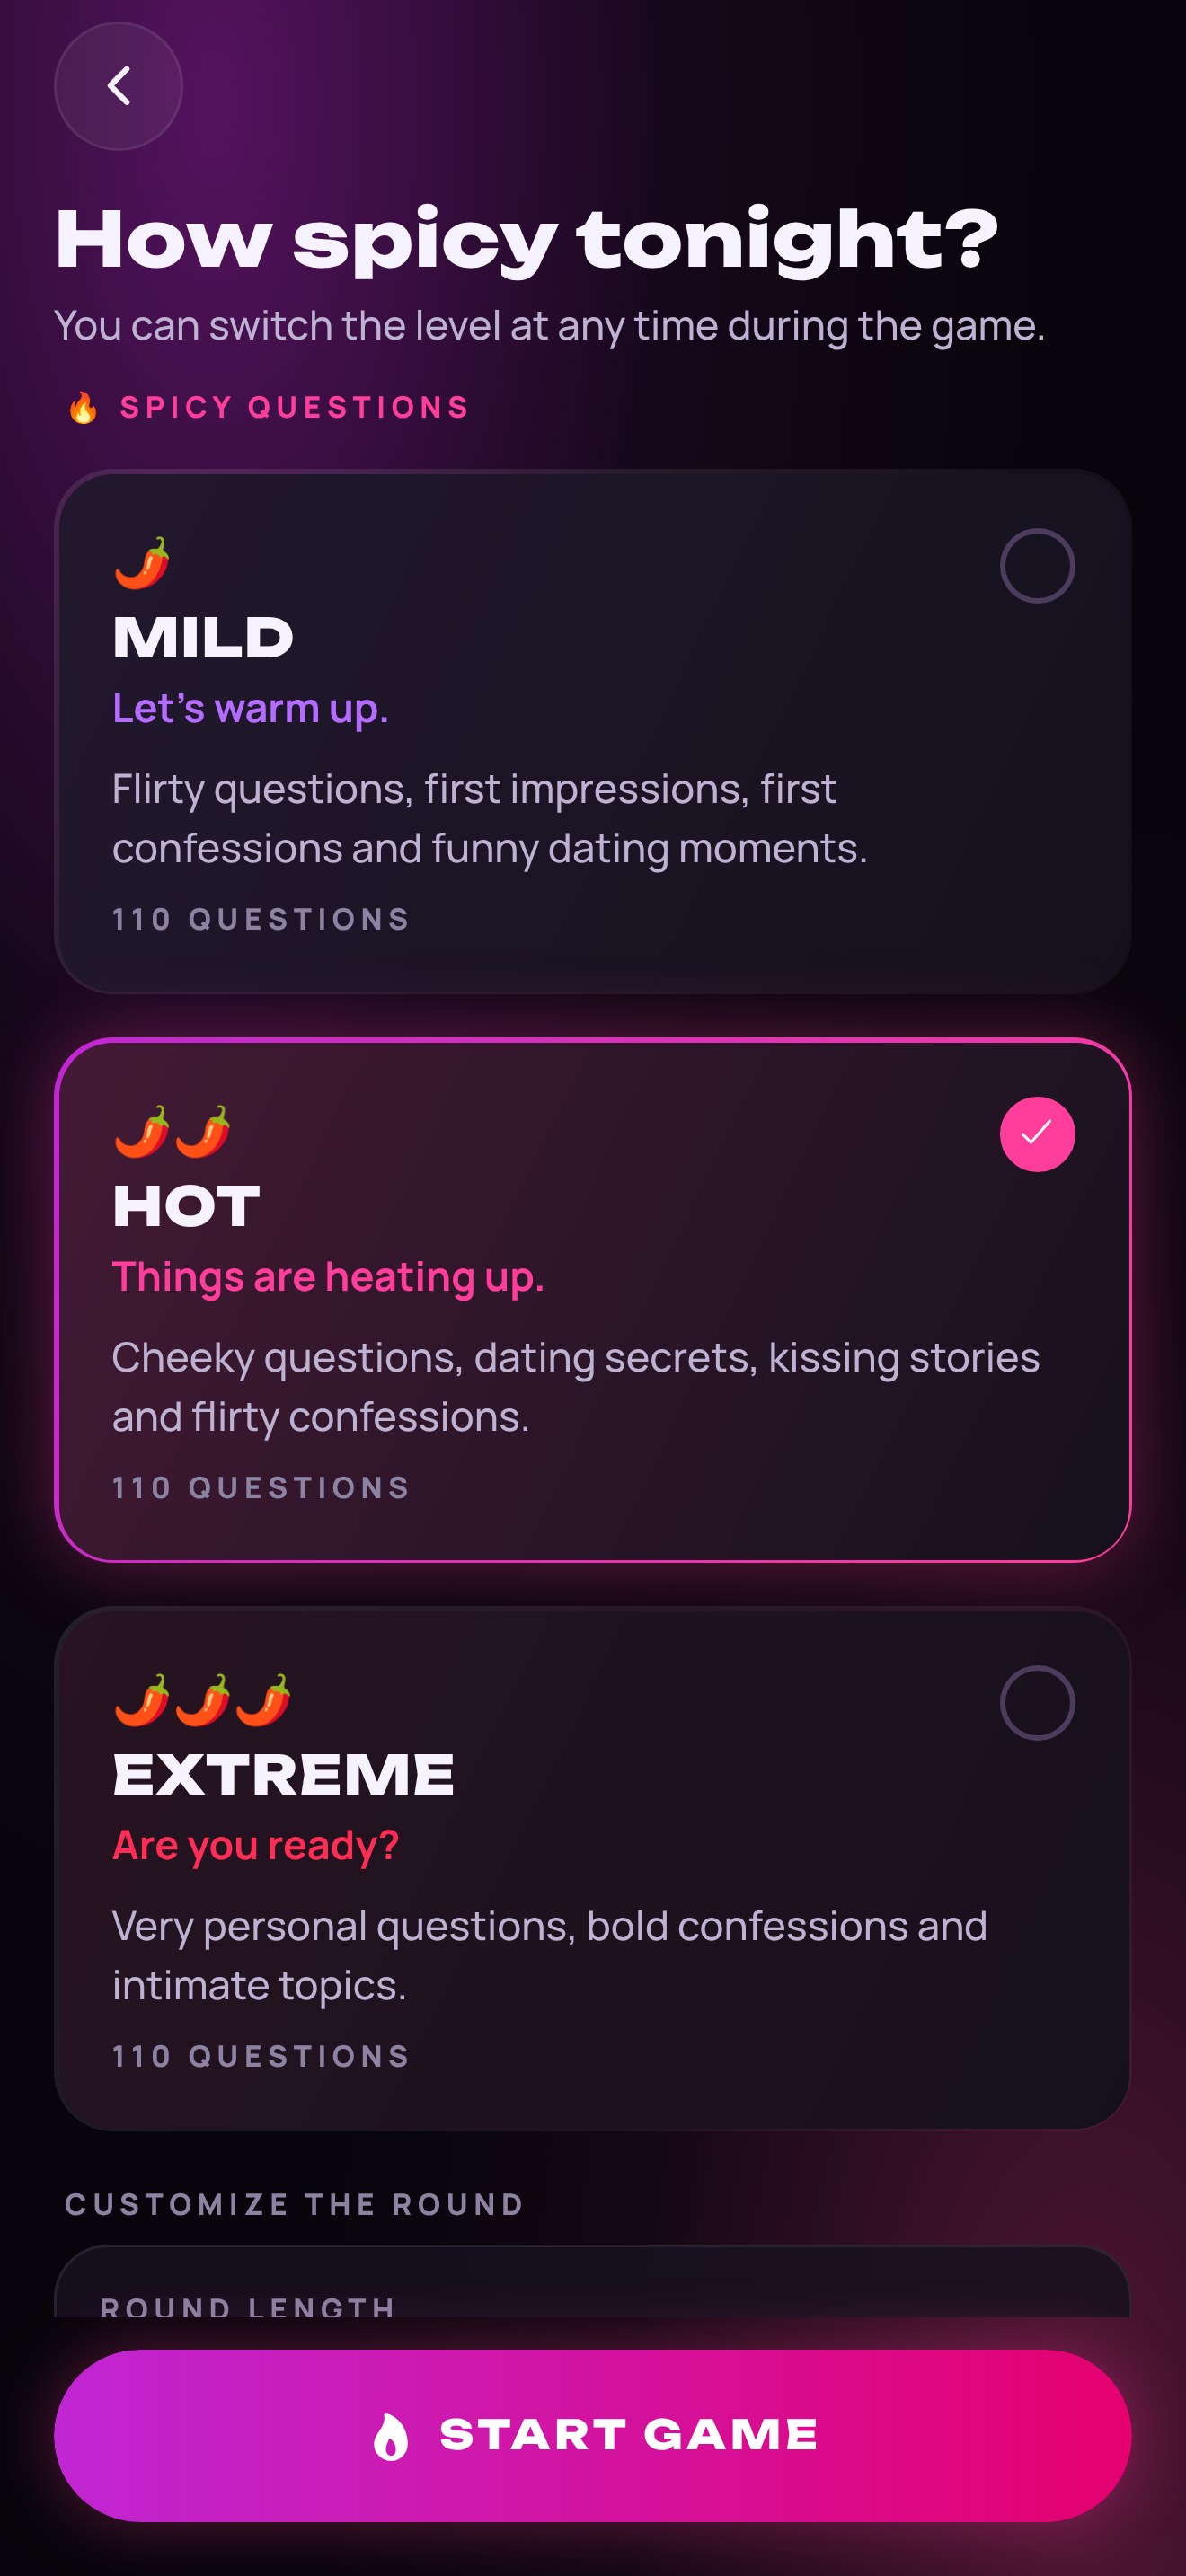 How spicy tonight?
You can switch the level at any time during the game.
🔥 SPICY QUESTIONS
🌶️
MILD
Let’s warm up.
Flirty questions, first impressions, first
confessions and funny dating moments.
110 QUESTIONS
🌶️🌶️
HOT
Things are heating up.
Cheeky questions, dating secrets, kissing stories
and flirty confessions.
110 QUESTIONS
🌶️🌶️🌶️
EXTREME
Are you ready?
Very personal questions, bold confessions and
intimate topics.
110 QUESTIONS
CUSTOMIZE THE ROUND
ROUND LENGTH
START GAME